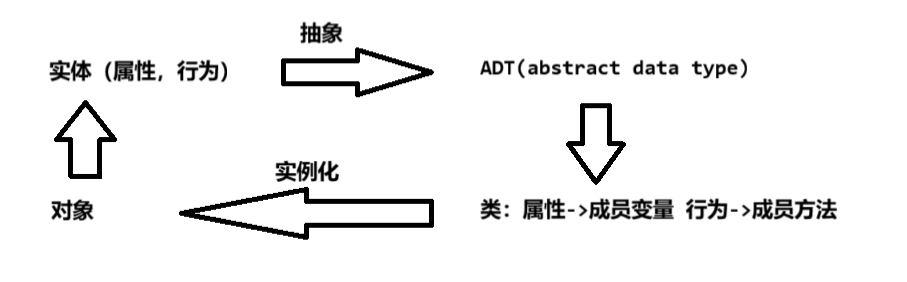 抽象
实体（属性，行为）
ADT(abstract data type)
实例化
对象
类：属性->成员变量 行为->成员方法